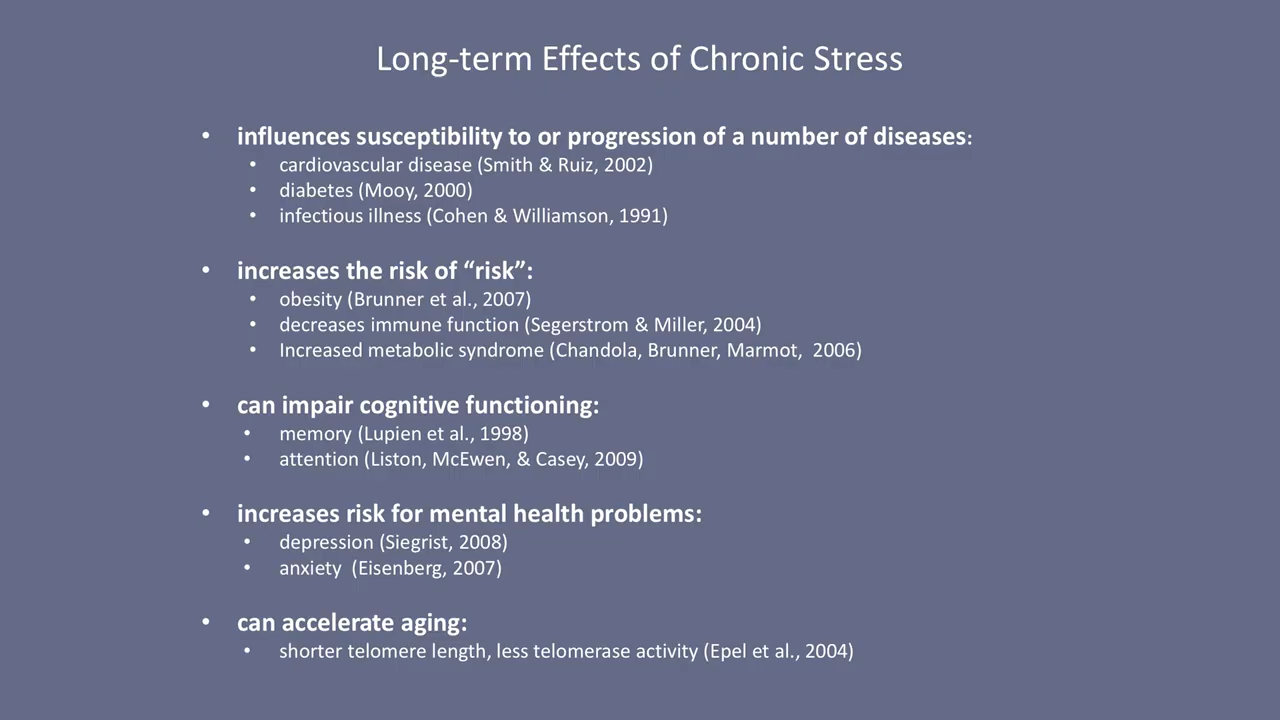 Long-term Effects of Chronic Stress
• influences susceptibility to or progression of a number of diseases:
• cardiovascular disease (Smith & Ruiz, 2002)
• diabetes (Mooy, 2000)
• infectious illness (Cohen & Williamson, 1991)
• increases the risk of “risk”:
• obesity (Brunner et al., 2007)
• decreases immune function (Segerstrom & Miller, 2004)
• Increased metabolic syndrome (Chandola, Brunner, Marmot,  2006)
• can impair cognitive functioning:
• memory (Lupien et al., 1998)
• attention (Liston, McEwen, & Casey, 2009)
• increases risk for mental health problems:
• depression (Siegrist, 2008)
• anxiety  (Eisenberg, 2007)
• can accelerate aging:
• shorter telomere length, less telomerase activity (Epel et al., 2004)